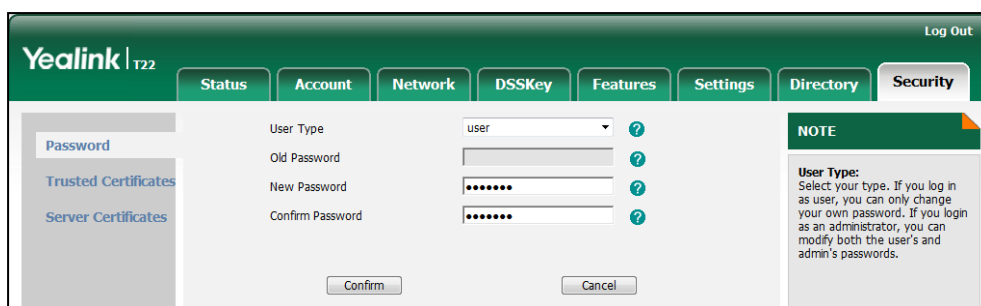 Log Out
Yealink | T22
Status Account Network DSSKey Features Settings Directory Security
Password
Trusted Certificates
Server Certificates
User Type user
Old Password
New Password •••••••
Confirm Password •••••••
Confirm Cancel
NOTE
User Type:
Select your type. If you log in
as user, you can only change
your own password. If you login
as an administrator, you can
modify both the user's and
admin's passwords.